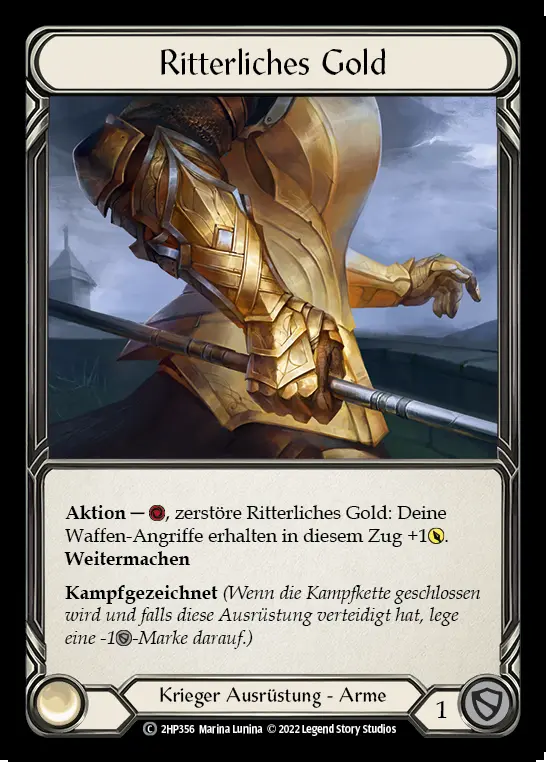 Ritterliches Gold
Aktion — , zerstöre Ritterliches Gold: Deine
Waffen-Angriffe erhalten in diesem Zug +1.
Weitermachen
Kampfgezeichnet (Wenn die Kampfkette geschlossen
wird und falls diese Ausrüstung verteidigt hat, lege
eine -1-Marke darauf.)
Krieger Ausrüstung - Arme
1
C 2HP356 Marina Lunina © 2022 Legend Story Studios